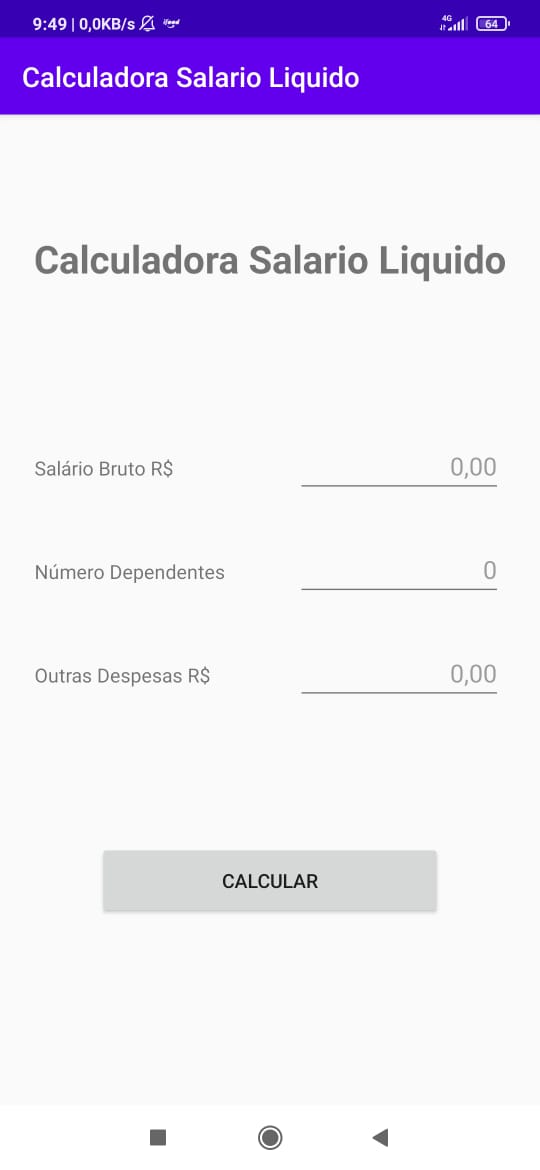 9:49 | 0,0KB/s ifood 4G 64
Calculadora Salario Liquido
Calculadora Salario Liquido
Salário Bruto R$ 0,00
Número Dependentes 0
Outras Despesas R$ 0,00
CALCULAR